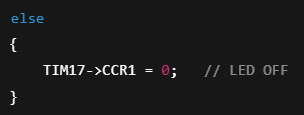 else
{
    TIM17->CCR1 = 0;   // LED OFF
}